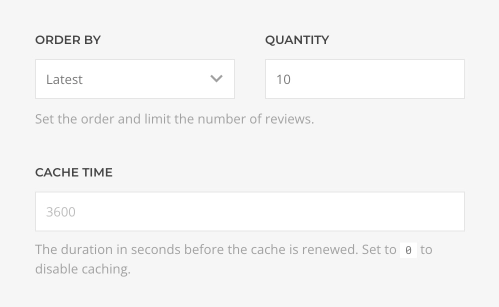 ORDER BY QUANTITY
Latest 10
Set the order and limit the number of reviews.
CACHE TIME
3600
The duration in seconds before the cache is renewed. Set to 0 to
disable caching.